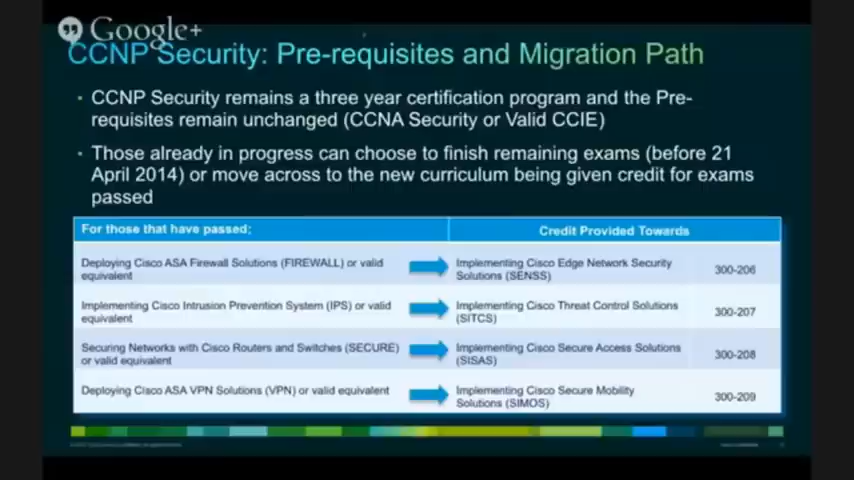 Google+
CCNP Security: Pre-requisites and Migration Path
• CCNP Security remains a three year certification program and the Pre-
requisites remain unchanged (CCNA Security or Valid CCIE)
• Those already in progress can choose to finish remaining exams (before 21
April 2014) or move across to the new curriculum being given credit for exams
passed
For those that have passed;
Credit Provided Towards
Deploying Cisco ASA Firewall Solutions (FIREWALL) or valid
equivalent
Implementing Cisco Edge Network Security
Solutions (SENSS)
300-206
Implementing Cisco Intrusion Prevention System (IPS) or valid
equivalent
Implementing Cisco Threat Control Solutions
(SITCS)
300-207
Securing Networks with Cisco Routers and Switches (SECURE)
or valid equivalent
Implementing Cisco Secure Access Solutions
(SISAS)
300-208
Deploying Cisco ASA VPN Solutions (VPN) or valid equivalent
Implementing Cisco Secure Mobility
Solutions (SIMOS)
300-209